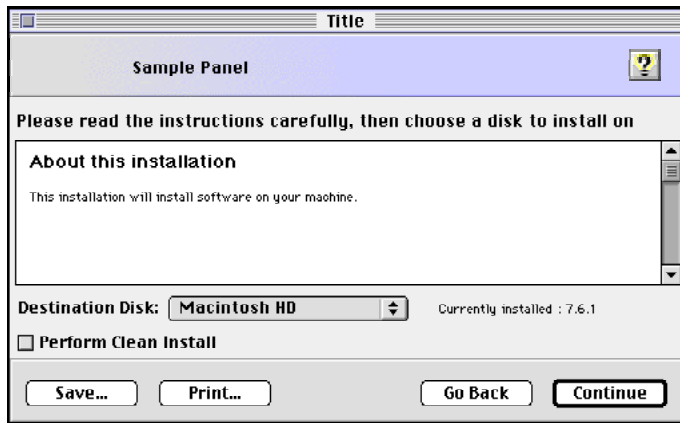 Title
Sample Panel
?
Please read the instructions carefully, then choose a disk to install on
About this installation
This installation will install software on your machine.
Destination Disk: Macintosh HD Currently installed : 7.6.1
Perform Clean Install
Save... Print... Go Back Continue